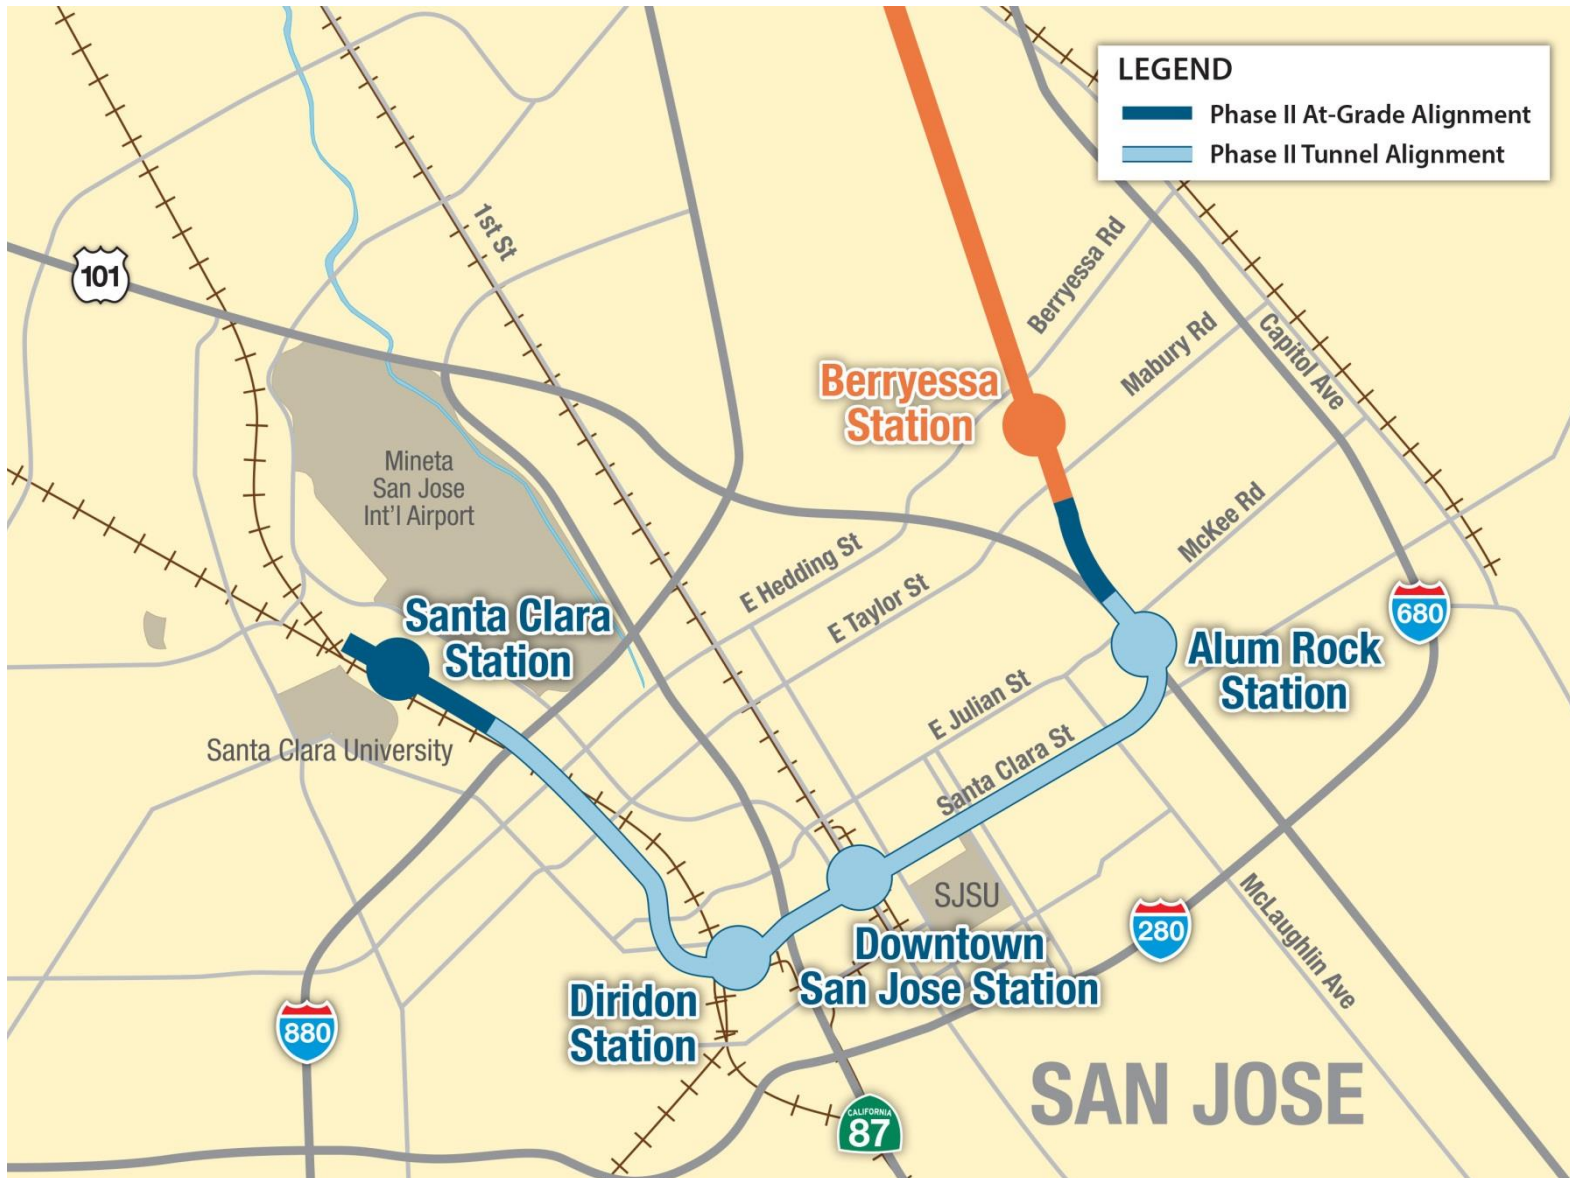 LEGEND
Phase II At-Grade Alignment
Phase II Tunnel Alignment
101
1st St
Berryessa Rd
Mabury Rd
Capitol Ave
Berryessa
Station
Mineta
San Jose
Int'l Airport
McKee Rd
E Hedding St
E Taylor St
680
Santa Clara
Station
Alum Rock
Station
E Julian St
Santa Clara St
Santa Clara University
SJSU
McLaughlin Ave
280
Downtown
San Jose Station
Diridon
Station
880
SAN JOSE
CALIFORNIA
87